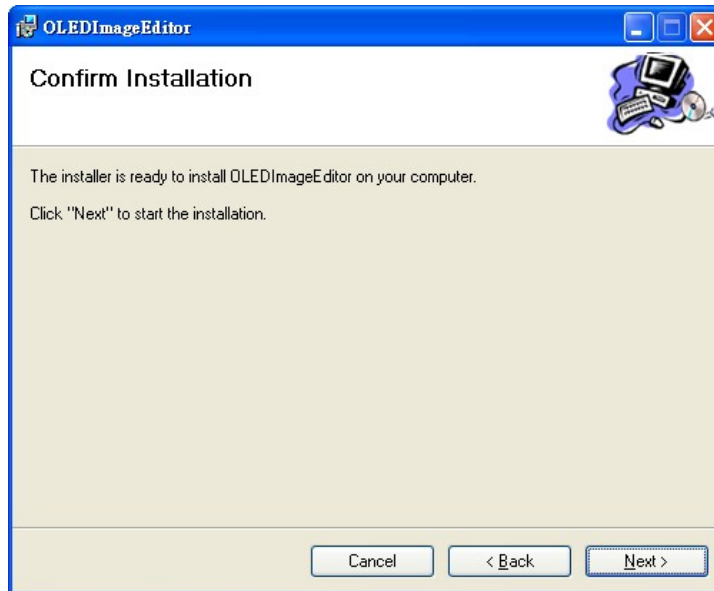 OLEDImageEditor
Confirm Installation
The installer is ready to install OLEDImageEditor on your computer.
Click "Next" to start the installation.
Cancel
< Back
Next >